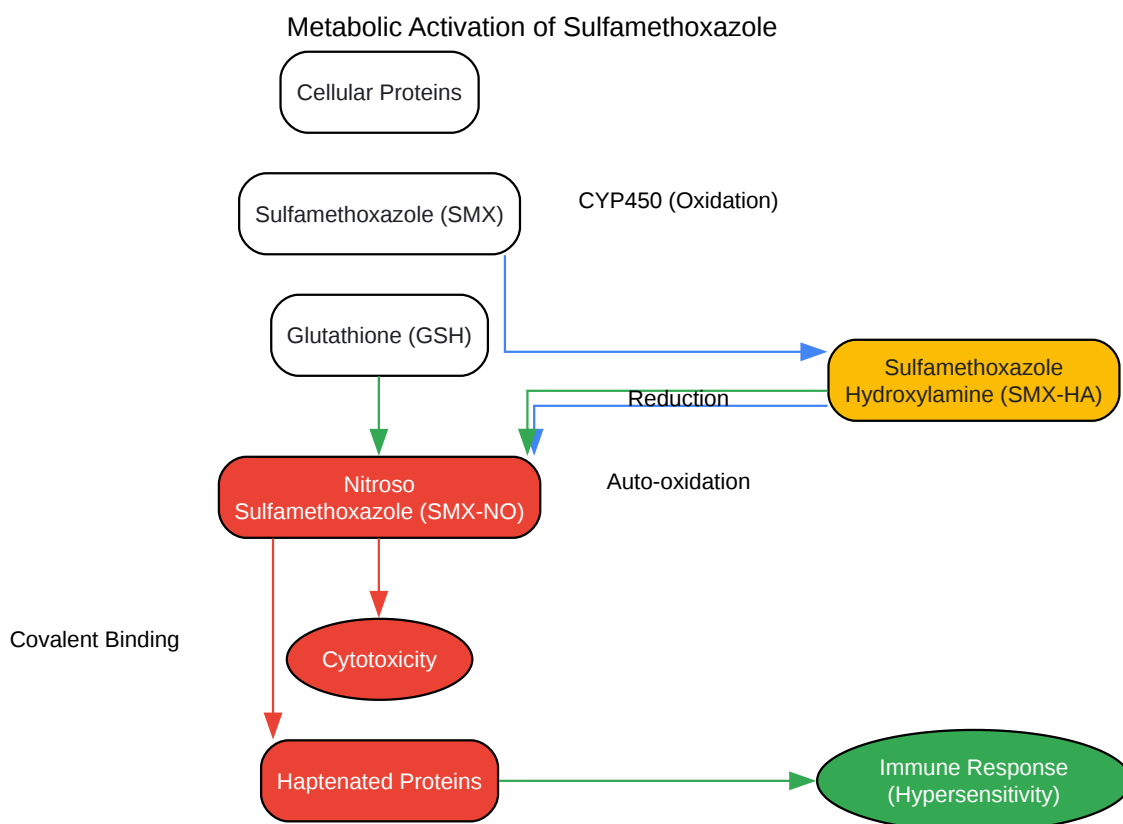 Metabolic Activation of Sulfamethoxazole
Cellular Proteins
Sulfamethoxazole (SMX)
CYP450 (Oxidation)
Glutathione (GSH)
Sulfamethoxazole
Hydroxylamine (SMX-HA)
Reduction
Nitroso
Sulfamethoxazole (SMX-NO)
Auto-oxidation
Covalent Binding
Cytotoxicity
Haptenated Proteins
Immune Response
(Hypersensitivity)